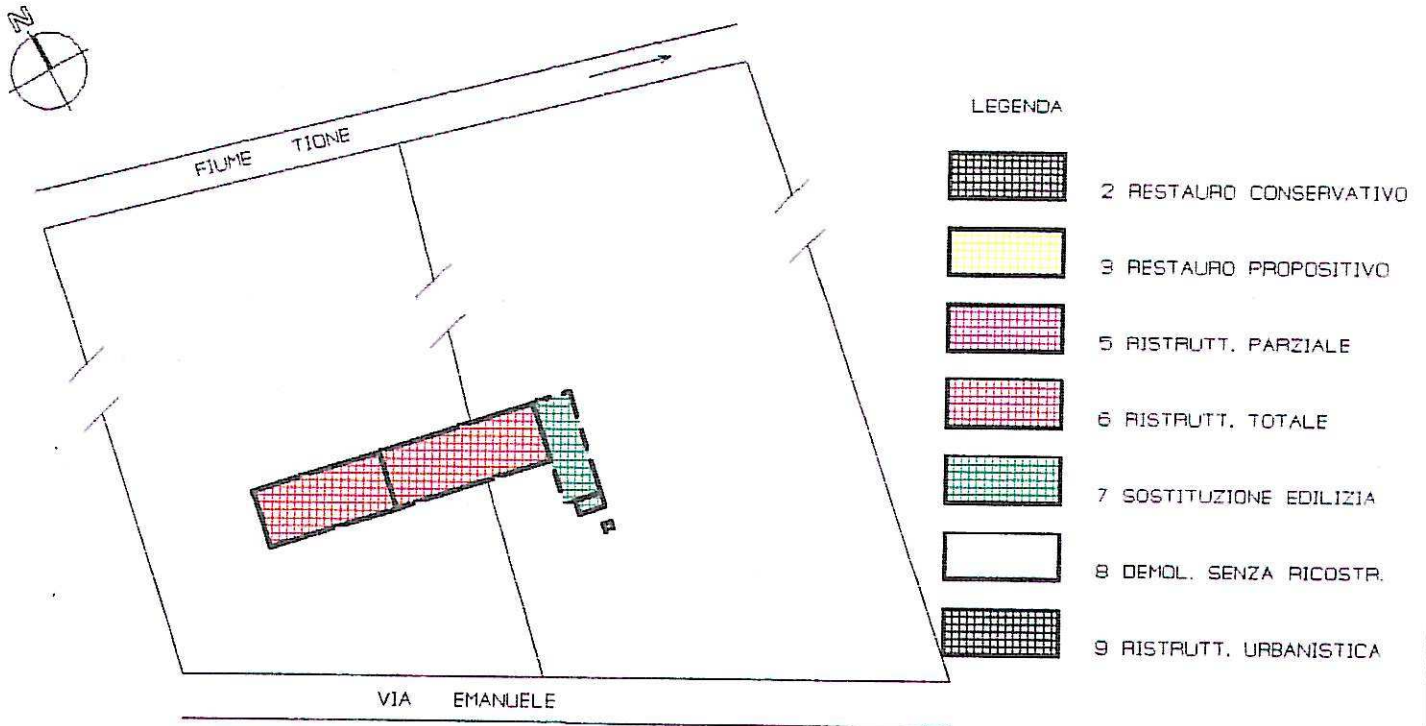 N
FIUME TIONE
VIA EMANUELE
LEGENDA
2 RESTAURO CONSERVATIVO
3 RESTAURO PROPOSITIVO
5 RISTRUTT. PARZIALE
6 RISTRUTT. TOTALE
7 SOSTITUZIONE EDILIZIA
8 DEMOL. SENZA RICOSTR.
9 RISTRUTT. URBANISTICA